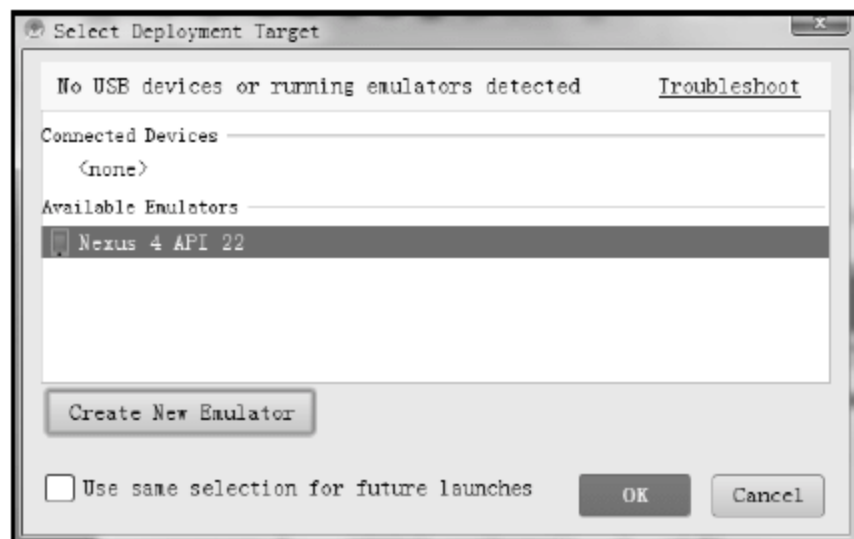 Select Deployment Target
No USB devices or running emulators detected Troubleshoot
Connected Devices
<none>
Available Emulators
Nexus 4 API 22
Create New Emulator
Use same selection for future launches
OK Cancel